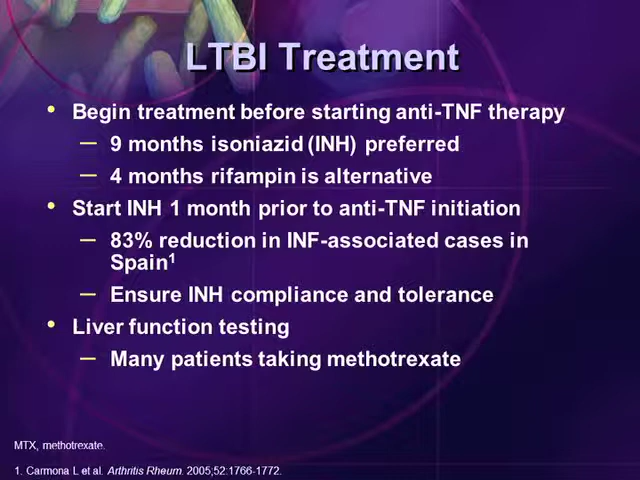 LTBI Treatment
• Begin treatment before starting anti-TNF therapy
– 9 months isoniazid (INH) preferred
– 4 months rifampin is alternative
• Start INH 1 month prior to anti-TNF initiation
– 83% reduction in INF-associated cases in
Spain¹
– Ensure INH compliance and tolerance
• Liver function testing
– Many patients taking methotrexate
MTX, methotrexate.
1. Carmona L et al. Arthritis Rheum. 2005;52:1766-1772.